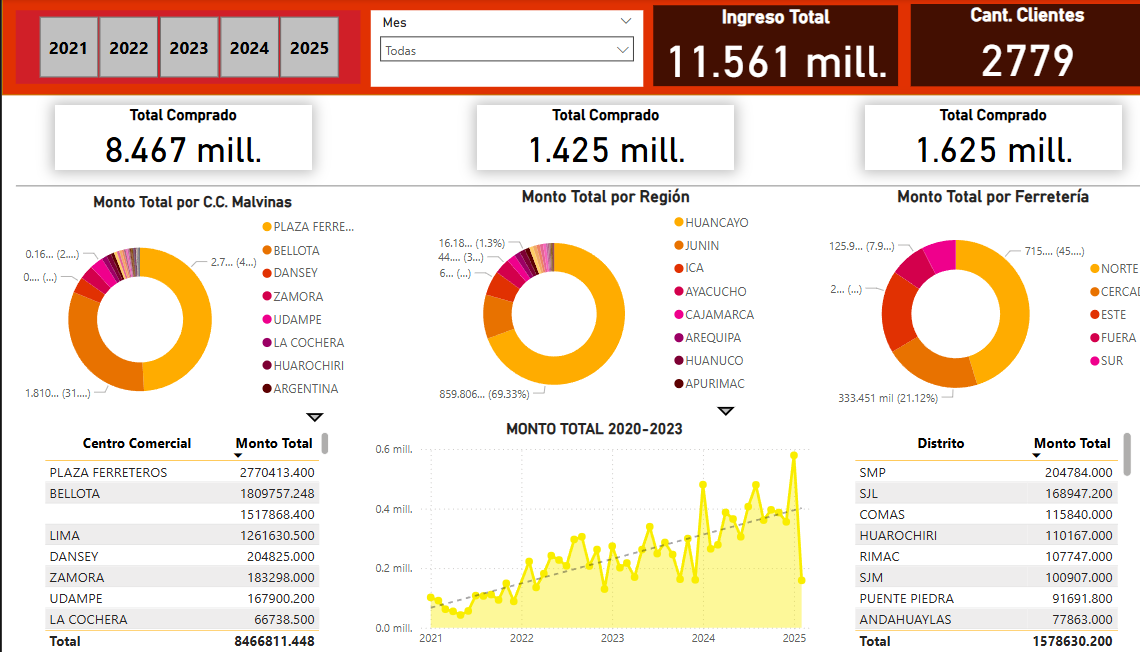 2021 2022 2023 2024 2025
Mes
Todas
Ingreso Total
11.561 mill.
Cant. Clientes
2779
Total Comprado
8.467 mill.
Total Comprado
1.425 mill.
Total Comprado
1.625 mill.
Monto Total por C.C. Malvinas
0.16... (2....)
0.... (...)
2.7... (4...)
1.810... (31....)
PLAZA FERRE...
BELLOTA
DANSEY
ZAMORA
UDAMPE
LA COCHERA
HUAROCHIRI
ARGENTINA
Monto Total por Región
16.18... (1.3%)
44.... (3...)
6... (...)
859.806... (69.33%)
HUANCAYO
JUNIN
ICA
AYACUCHO
CAJAMARCA
AREQUIPA
HUANUCO
APURIMAC
Monto Total por Ferretería
125.9... (7.9...)
2... (...)
715.... (45....)
333.451 mil (21.12%)
NORTE
CERCAD
ESTE
FUERA
SUR
Centro Comercial Monto Total
PLAZA FERRETEROS 2770413.400
BELLOTA 1809757.248
1517868.400
LIMA 1261630.500
DANSEY 204825.000
ZAMORA 183298.000
UDAMPE 167900.200
LA COCHERA 66738.500
Total 8466811.448
MONTO TOTAL 2020-2023
0.6 mill.
0.4 mill.
0.2 mill.
0.0 mill.
2021 2022 2023 2024 2025
Distrito Monto Total
SMP 204784.000
SJL 168947.200
COMAS 115840.000
HUAROCHIRI 110167.000
RIMAC 107747.000
SJM 100907.000
PUENTE PIEDRA 91691.800
ANDAHUAYLAS 77863.000
Total 1578630.200